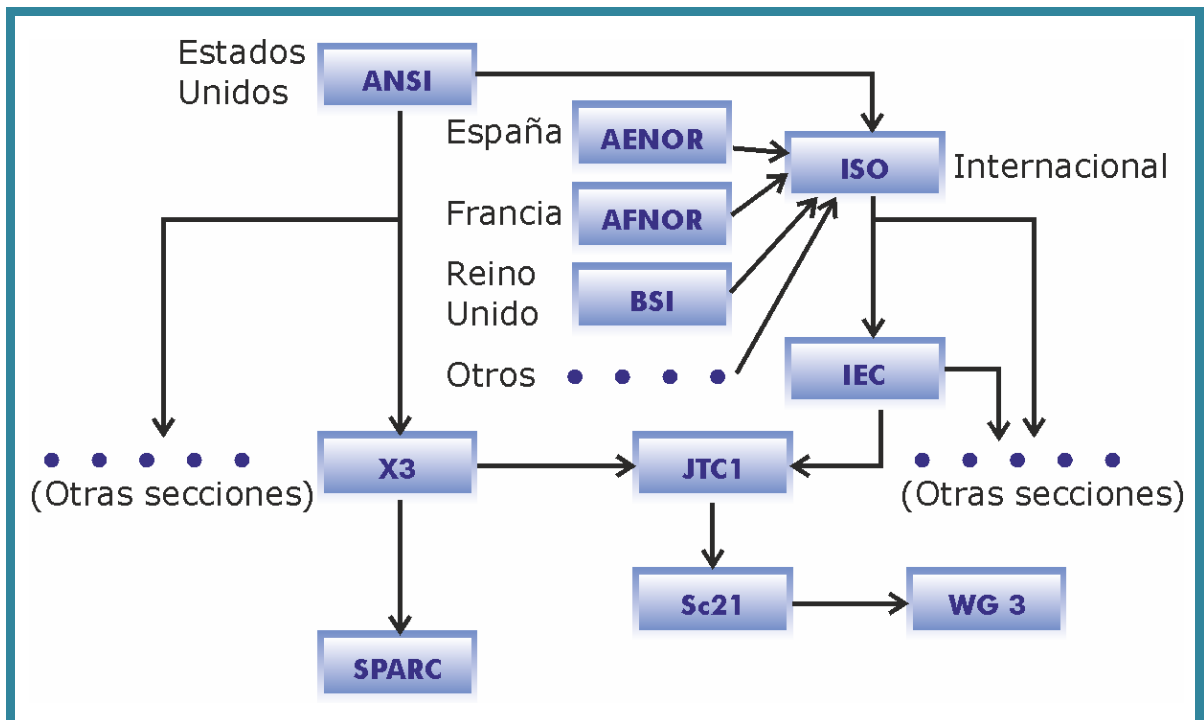 Estados
Unidos
ANSI
España
AENOR
ISO
Internacional
Francia
AFNOR
Reino
Unido
BSI
Otros
IEC
(Otras secciones)
X3
JTC1
(Otras secciones)
Sc21
WG 3
SPARC